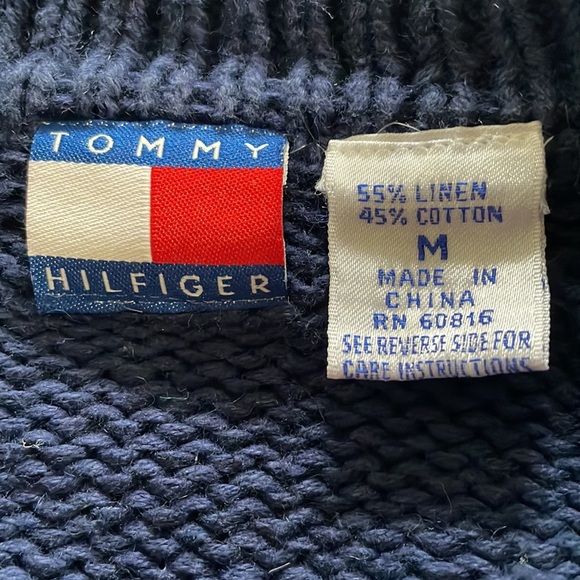 TOMMY
HILFIGER
55% LINEN
45% COTTON
M
MADE IN
CHINA
RN 60816
SEE REVERSE SIDE FOR
CARE INSTRUCTIONS